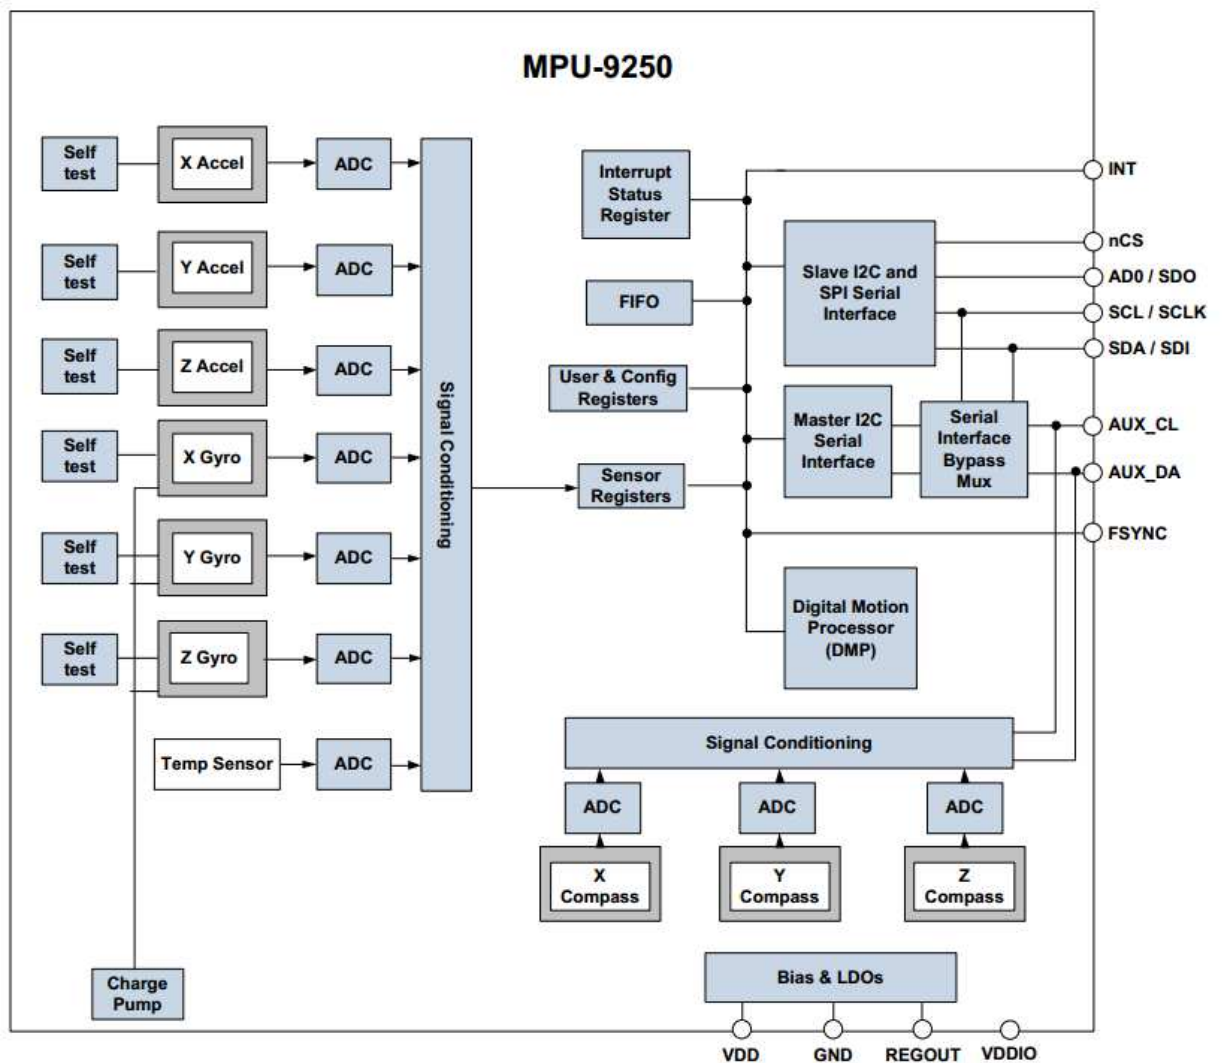 MPU-9250
Self
test
X Accel
ADC
Self
test
Y Accel
ADC
Self
test
Z Accel
ADC
Self
test
X Gyro
ADC
Self
test
Y Gyro
ADC
Self
test
Z Gyro
ADC
Temp Sensor
ADC
Signal Conditioning
Charge
Pump
Interrupt
Status
Register
FIFO
User & Config
Registers
Sensor
Registers
Slave I2C and
SPI Serial
Interface
Master I2C
Serial
Interface
Serial
Interface
Bypass
Mux
Digital Motion
Processor
(DMP)
INT
nCS
AD0 / SDO
SCL / SCLK
SDA / SDI
AUX_CL
AUX_DA
FSYNC
Signal Conditioning
ADC
ADC
ADC
X
Compass
Y
Compass
Z
Compass
Bias & LDOs
VDD
GND
REGOUT
VDDIO